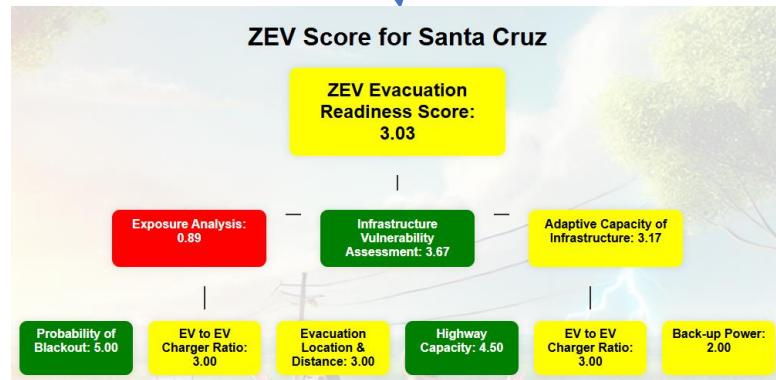 ZEV Score for Santa Cruz
ZEV Evacuation
Readiness Score:
3.03
Exposure Analysis:
0.89
Infrastructure
Vulnerability
Assessment: 3.67
Adaptive Capacity of
Infrastructure: 3.17
Probability of
Blackout: 5.00
EV to EV
Charger Ratio:
3.00
Evacuation
Location &
Distance: 3.00
Highway
Capacity: 4.50
EV to EV
Charger Ratio:
3.00
Back-up Power:
2.00